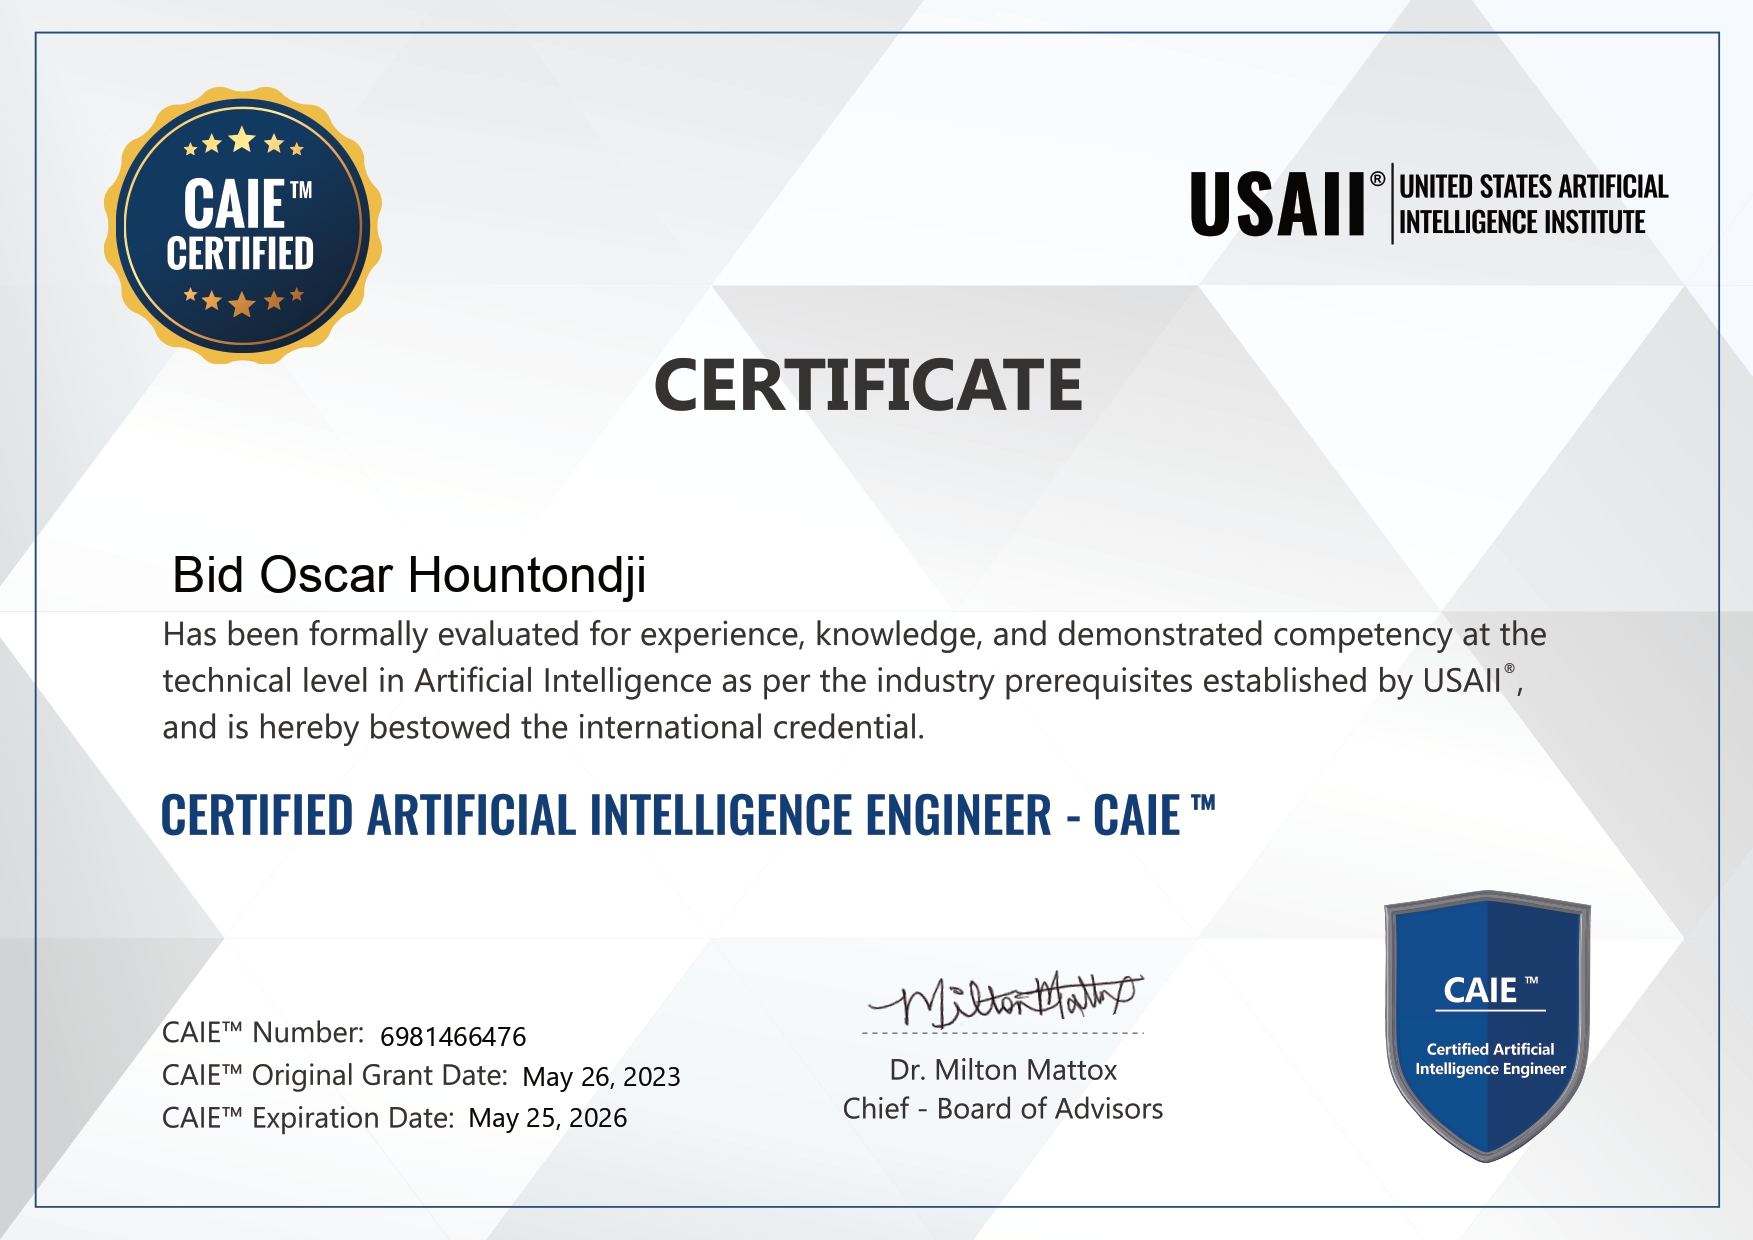 CAIE™
CERTIFIED
USAII®
UNITED STATES ARTIFICIAL
INTELLIGENCE INSTITUTE
CERTIFICATE
Bid Oscar Hountondji
Has been formally evaluated for experience, knowledge, and demonstrated competency at the
technical level in Artificial Intelligence as per the industry prerequisites established by USAII®,
and is hereby bestowed the international credential.
CERTIFIED ARTIFICIAL INTELLIGENCE ENGINEER - CAIE ™
CAIE™ Number: 6981466476
CAIE™ Original Grant Date: May 26, 2023
CAIE™ Expiration Date: May 25, 2026
Milton Mattox
Dr. Milton Mattox
Chief - Board of Advisors
CAIE ™
Certified Artificial
Intelligence Engineer